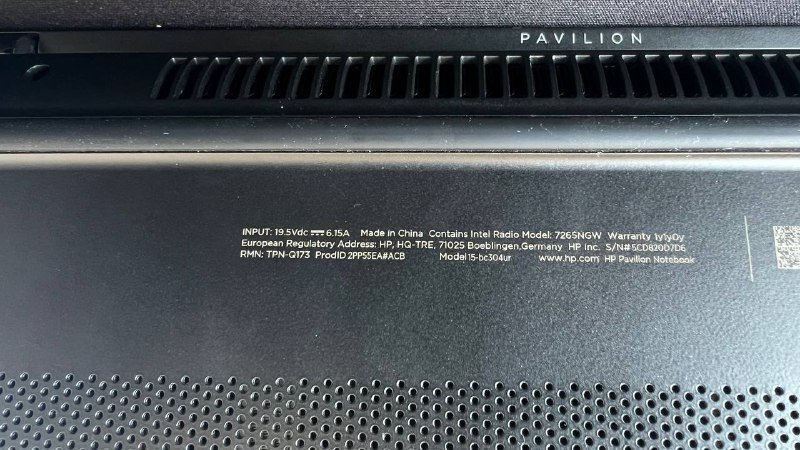 PAVILION
INPUT: 19.5Vdc ⎓ 6.15A Made in China Contains Intel Radio Model: 7265NGW Warranty 1y1y0y
European Regulatory Address: HP, HQ-TRE, 71025 Boeblingen,Germany HP Inc. S/N#5CD820D7D6
RMN: TPN-Q173 ProdID 2PP55EA#ACB Model 15-bc304ur www.hp.com HP Pavilion Notebook